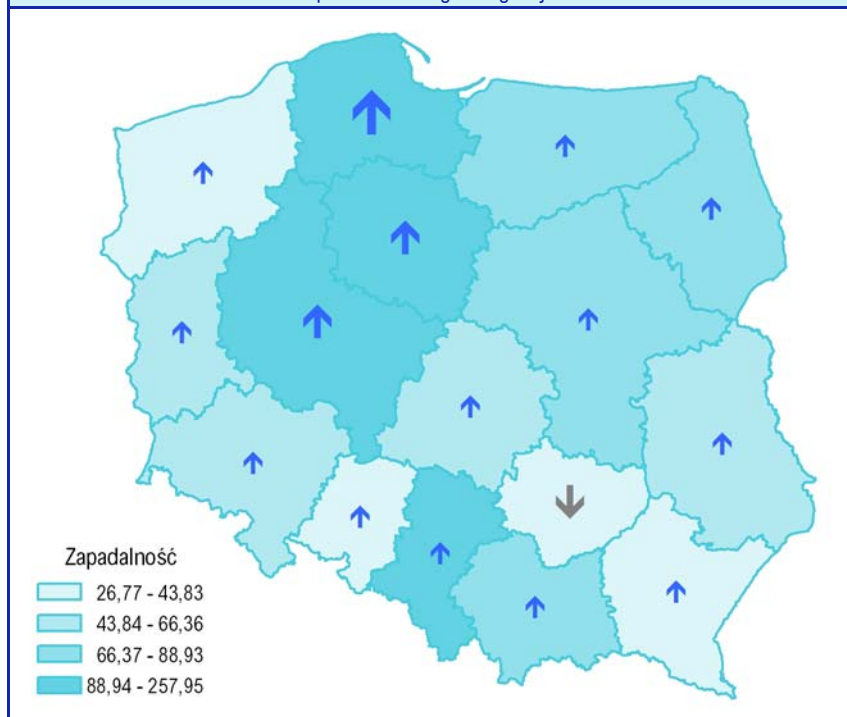 Zapadalność
26,77 - 43,83
43,84 - 66,36
66,37 - 88,93
88,94 - 257,95